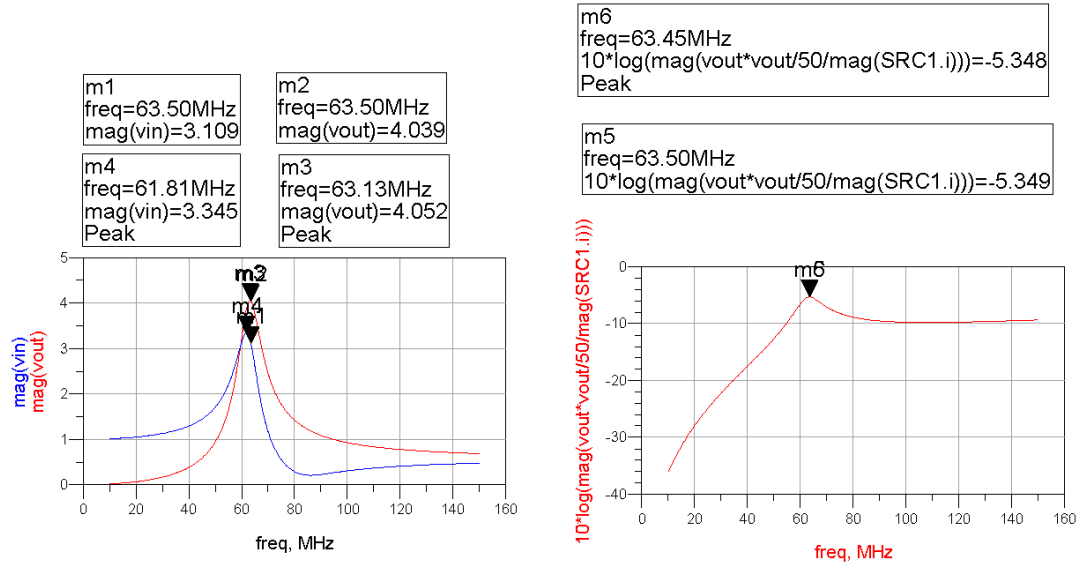 m1
freq=63.50MHz
mag(vin)=3.109
m2
freq=63.50MHz
mag(vout)=4.039
m4
freq=61.81MHz
mag(vin)=3.345
Peak
m3
freq=63.13MHz
mag(vout)=4.052
Peak
mag(vin)
mag(vout)
5
4
3
2
1
0
m3
m4
0
20
40
60
80
100
120
140
160
freq, MHz
m6
freq=63.45MHz
10*log(mag(vout*vout/50/mag(SRC1.i)))=-5.348
Peak
m5
freq=63.50MHz
10*log(mag(vout*vout/50/mag(SRC1.i)))=-5.349
10*log(mag(vout*vout/50/mag(SRC1.i)))
0
-10
-20
-30
-40
m6
0
20
40
60
80
100
120
140
160
freq, MHz